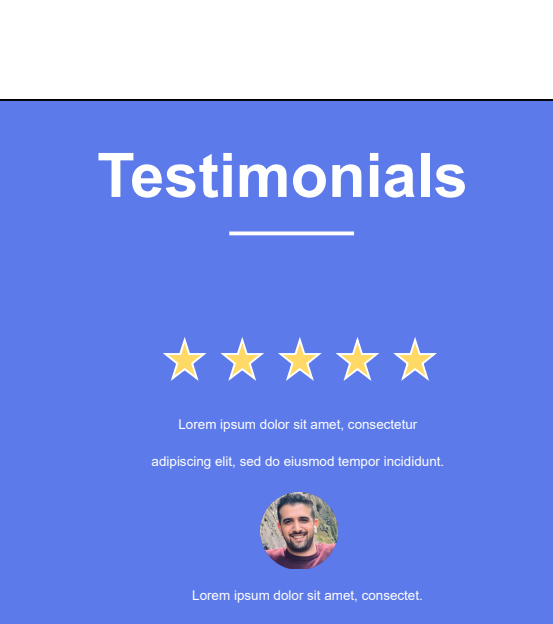 Testimonials
Lorem ipsum dolor sit amet, consectetur
adipiscing elit, sed do eiusmod tempor incididunt.
Lorem ipsum dolor sit amet, consectet.